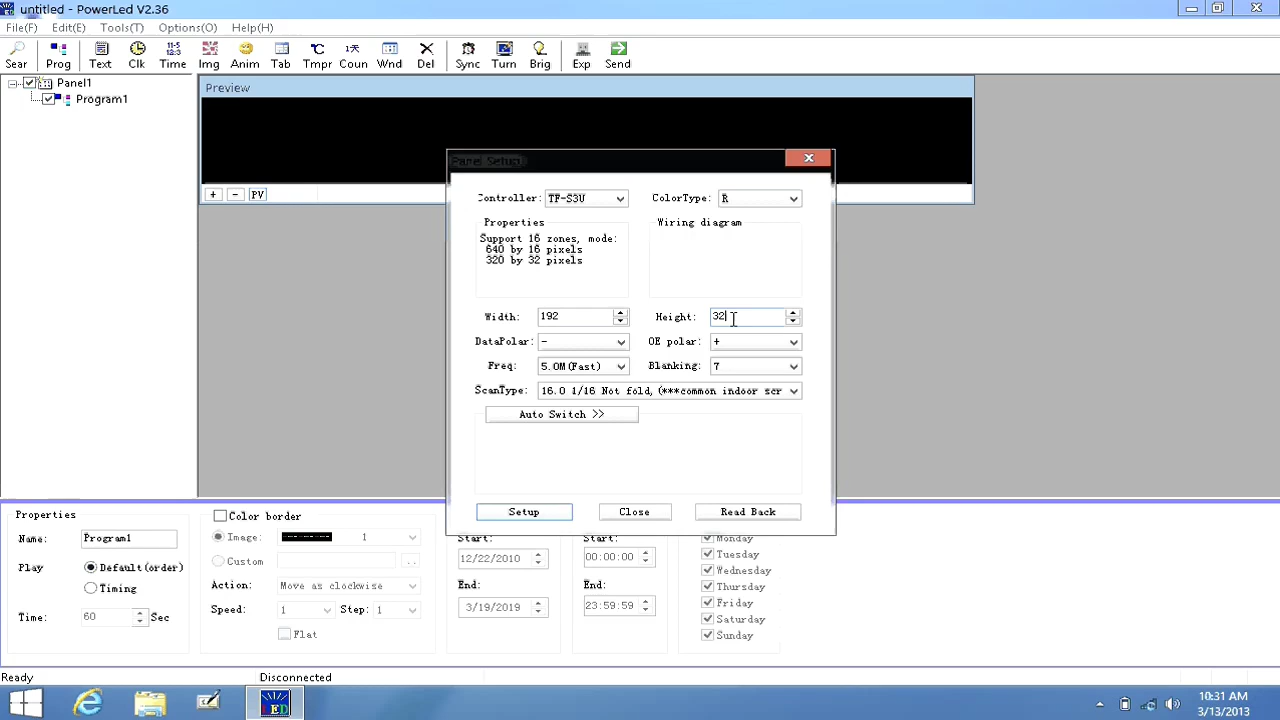 untitled - PowerLed V2.36
File(F) Edit(E) Tools(T) Options(O) Help(H)
11-5
12:3 °C 1天
Sear Prog Text Clk Time Img Anim Tab Tmpr Coun Wnd Del Sync Turn Brig Exp Send
Panel1
Program1
Preview
+ - PV
Panel Setup
Controller: TF-S3U ColorType: R
Properties Wiring diagram
Support 16 zones, mode:
640 by 16 pixels
320 by 32 pixels
Width: 192 Height: 32
DataPolar: - OE polar: +
Freq: 5.0M(Fast) Blanking: 7
ScanType: 16.0 1/16 Not fold, (***common indoor scr
Auto Switch >>
Setup Close Read Back
Properties
Name: Program1
Play Default(order)
Timing
Time: 60 Sec
Color border
Image: 1
Custom ..
Action: Move as clockwise
Speed: 1 Step: 1
Flat
Start:
12/22/2010
End:
3/19/2019
Start:
00:00:00
End:
23:59:59
Monday
Tuesday
Wednesday
Thursday
Friday
Saturday
Sunday
Ready Disconnected
ED
10:31 AM
3/13/2013